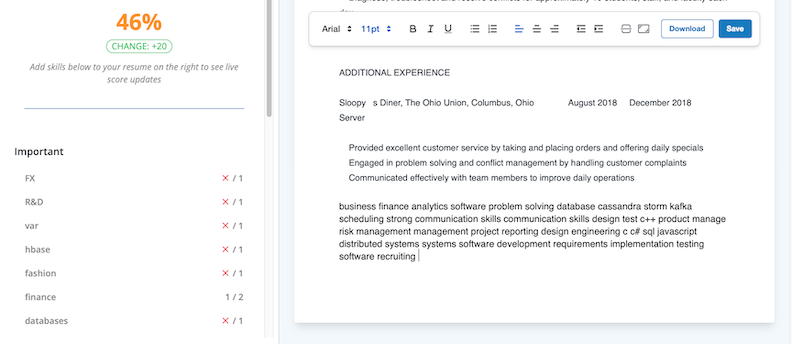 46%
CHANGE: +20
Add skills below to your resume on the right to see live
score updates
Important
FX / 1
R&D / 1
var / 1
hbase / 1
fashion / 1
finance 1 / 2
databases / 1
Arial 11pt B I U Download Save
ADDITIONAL EXPERIENCE
Sloopy s Diner, The Ohio Union, Columbus, Ohio August 2018 December 2018
Server
Provided excellent customer service by taking and placing orders and offering daily specials
Engaged in problem solving and conflict management by handling customer complaints
Communicated effectively with team members to improve daily operations
business finance analytics software problem solving database cassandra storm kafka
scheduling strong communication skills communication skills design test c++ product manage
risk management management project reporting design engineering c c# sql javascript
distributed systems systems software development requirements implementation testing
software recruiting